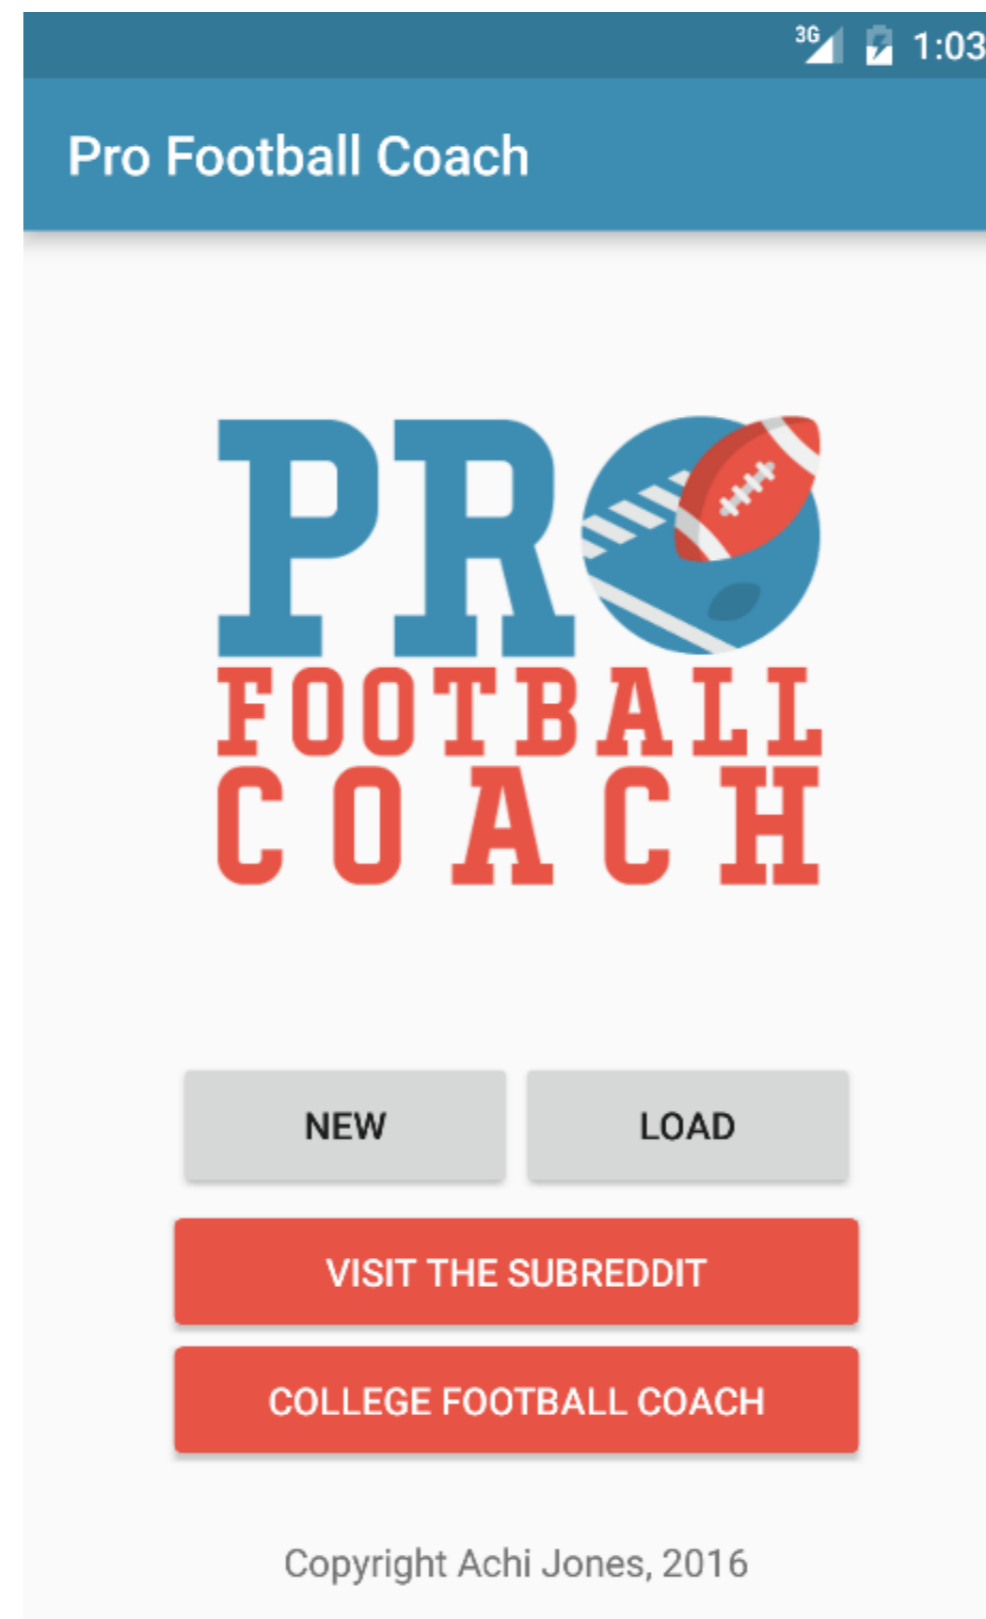 3G 1:03
Pro Football Coach
PRO
FOOTBALL
COACH
NEW LOAD
VISIT THE SUBREDDIT
COLLEGE FOOTBALL COACH
Copyright Achi Jones, 2016